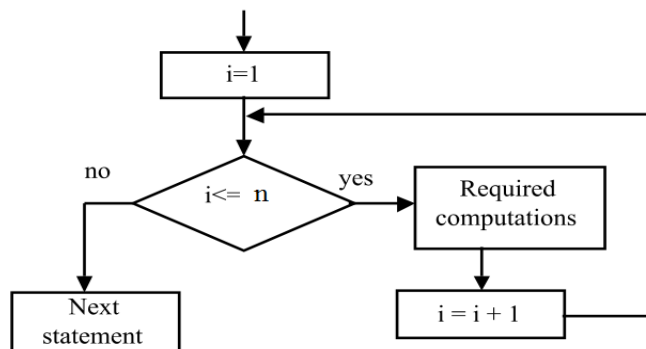 i=1
no
i<= n
yes
Required
computations
Next
statement
i = i + 1